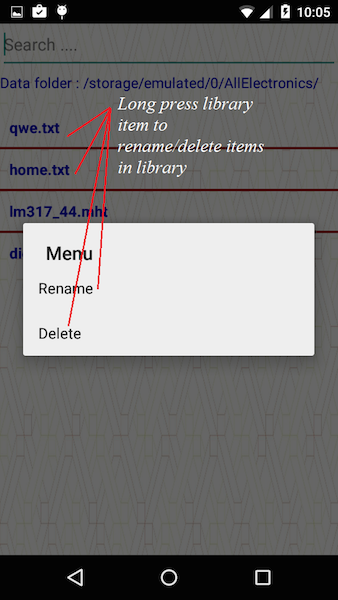 10:05
Search ....
Data folder : /storage/emulated/0/AllElectronics/
Long press library
item to
rename/delete items
in library
qwe.txt
home.txt
lm317_44.mht
Menu
Rename
Delete